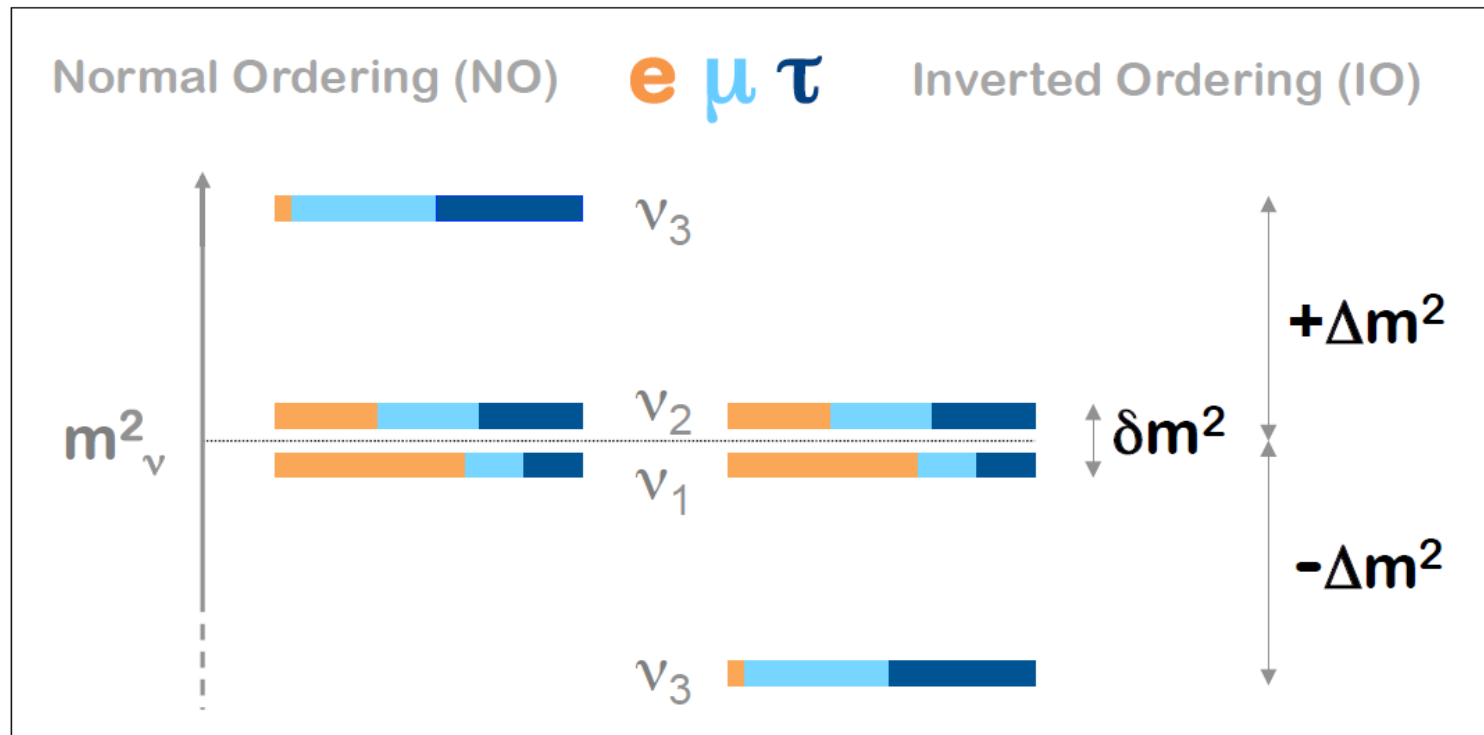 Normal Ordering (NO) e μ τ Inverted Ordering (IO)
ν3
+Δm²
ν2
m²ν
δm²
ν1
-Δm²
ν3